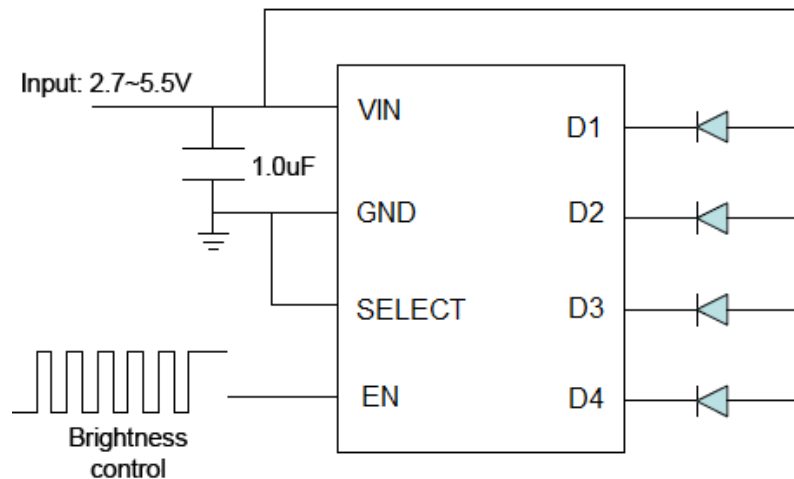 Input: 2.7~5.5V
VIN
D1
1.0uF
GND
D2
SELECT
D3
EN
D4
Brightness
control